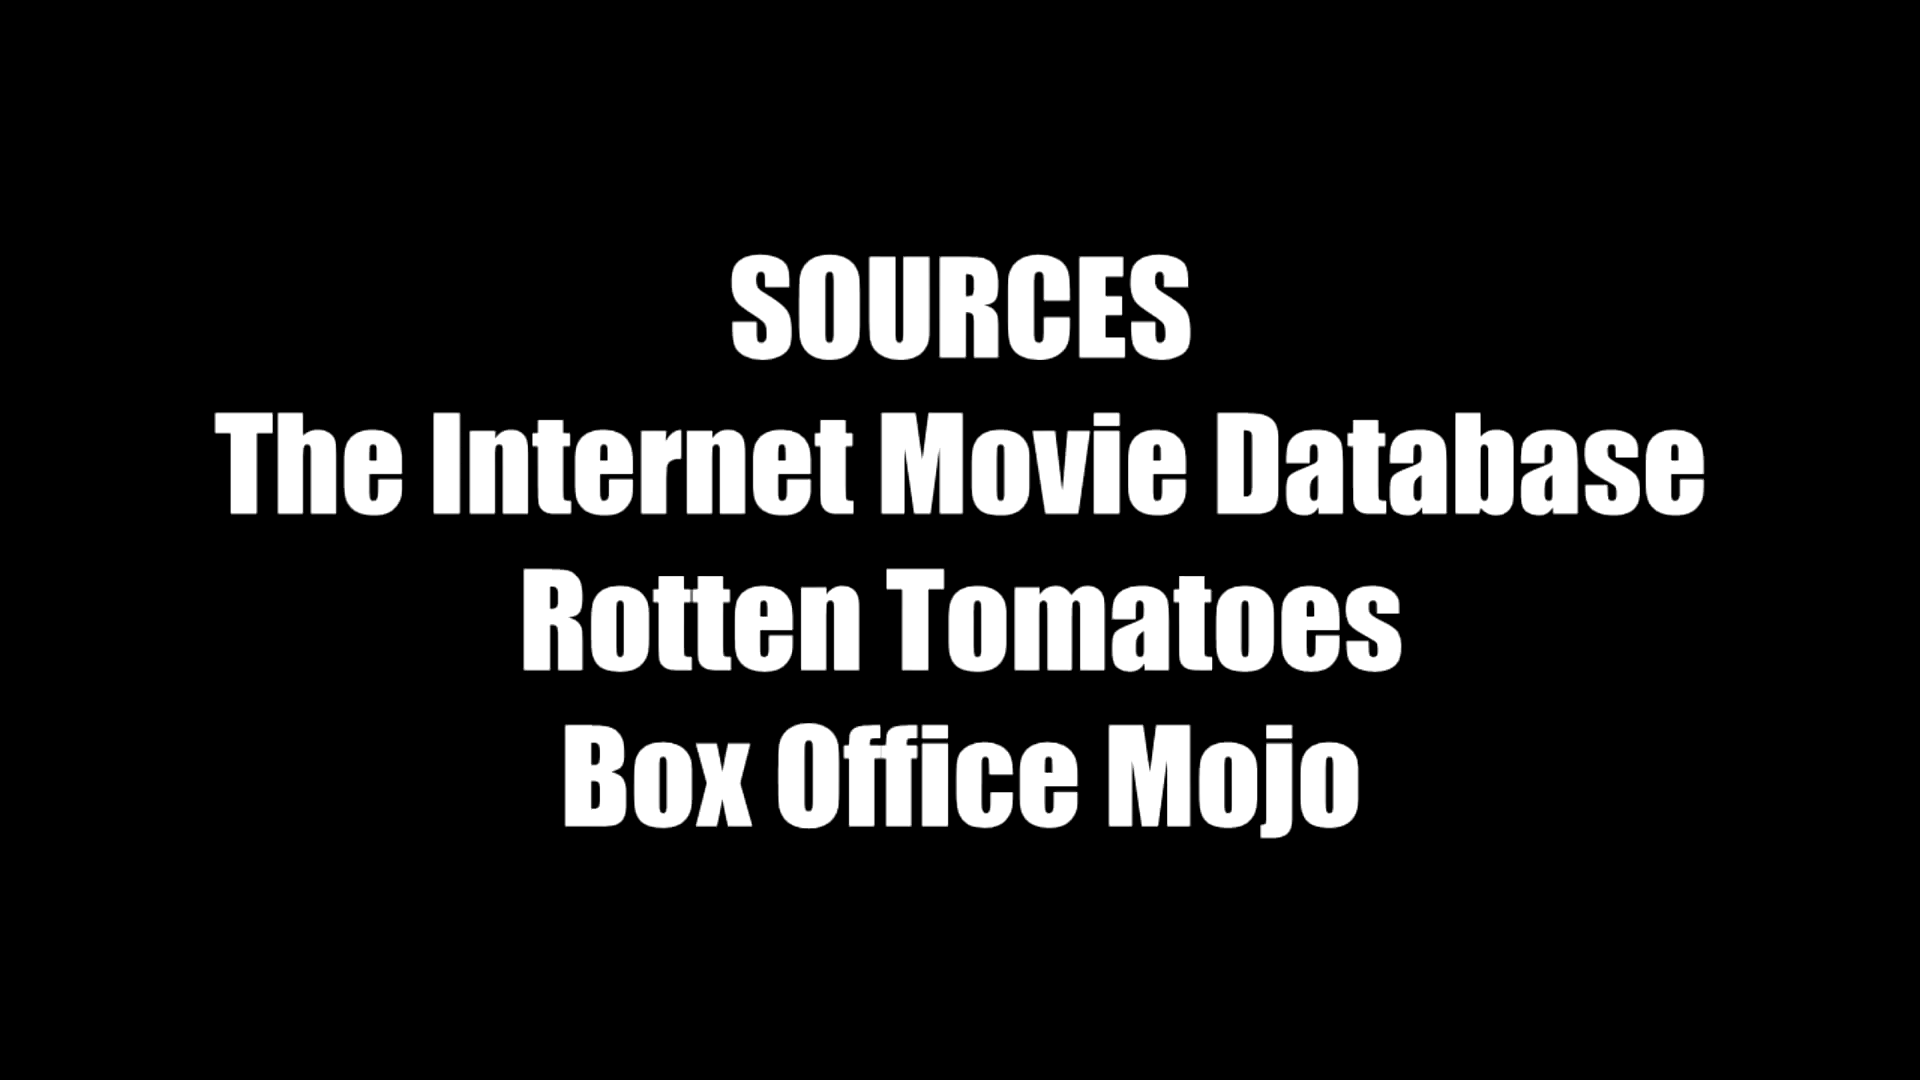 SOURCES
The Internet Movie Database
Rotten Tomatoes
Box Office Mojo